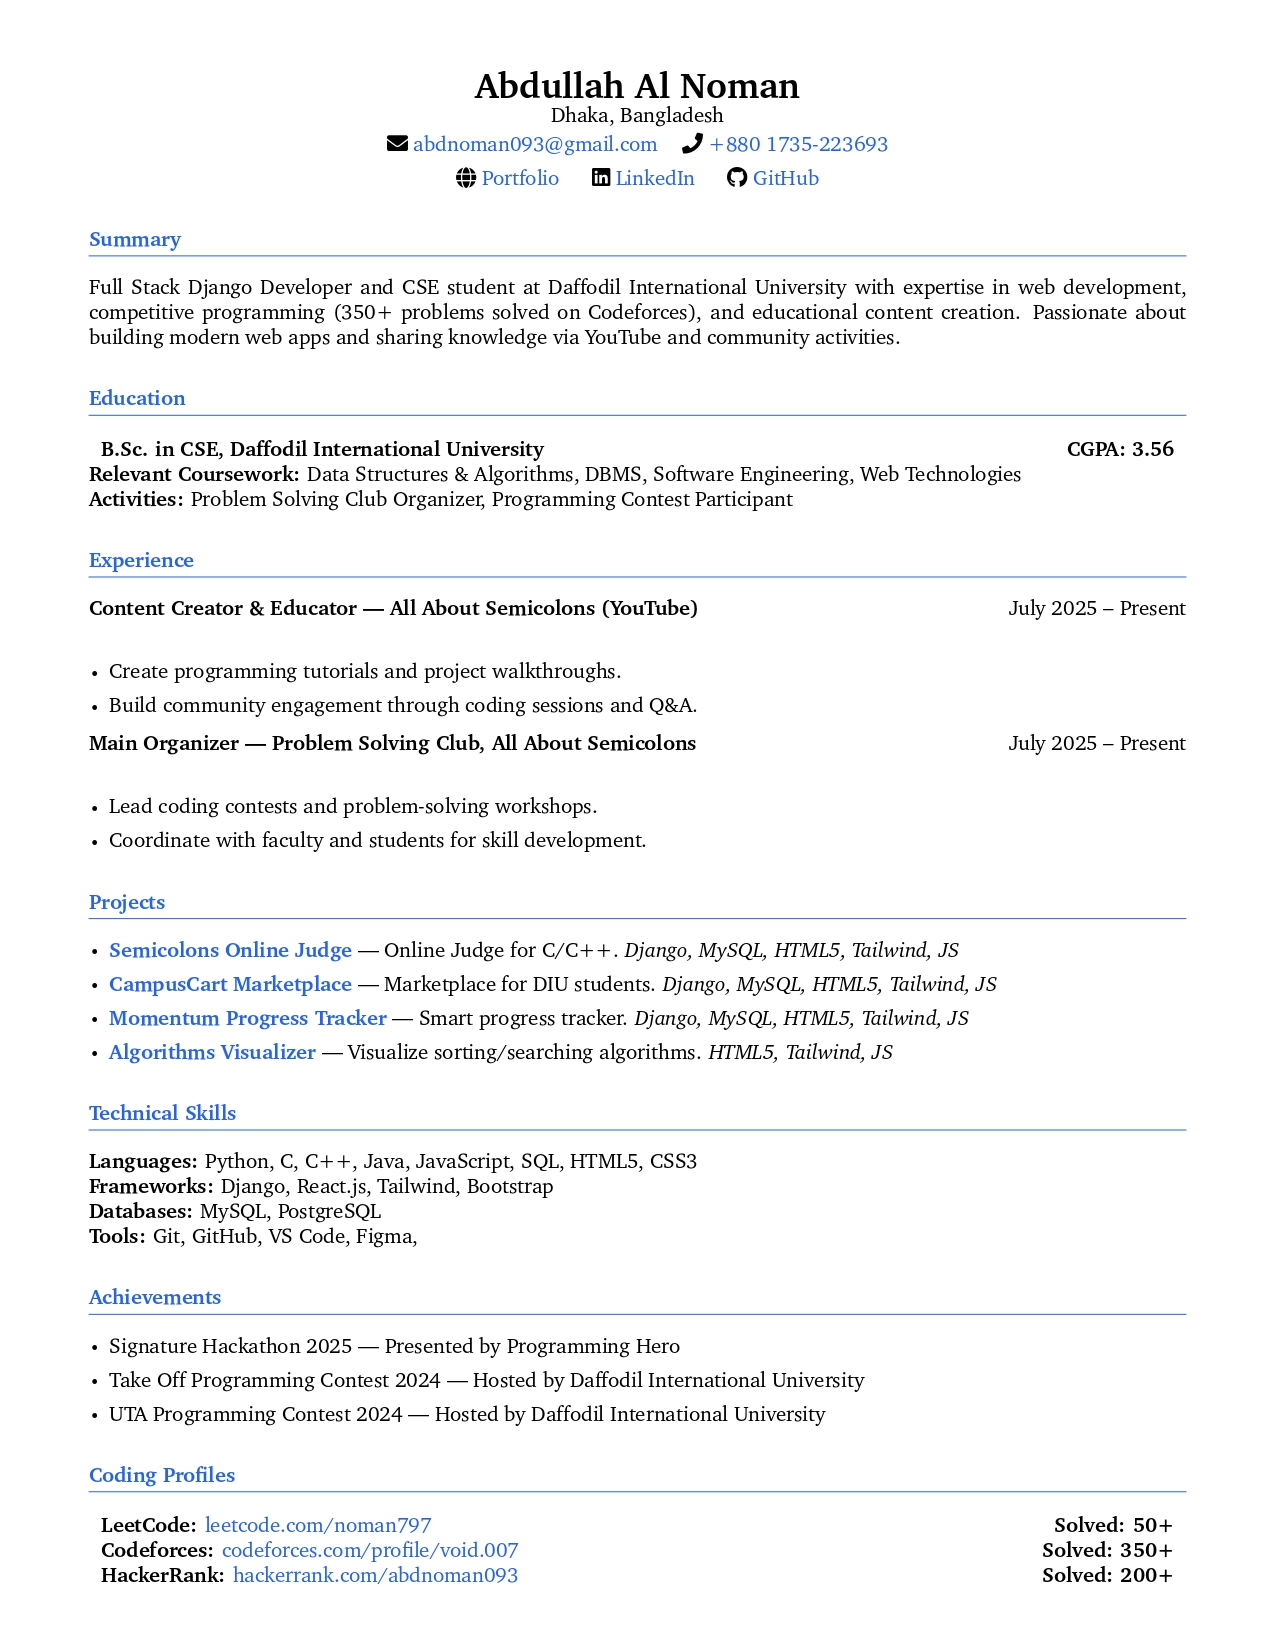 Abdullah Al Noman
Dhaka, Bangladesh
abdnoman093@gmail.com +880 1735-223693
Portfolio LinkedIn GitHub
Summary
Full Stack Django Developer and CSE student at Daffodil International University with expertise in web development,
competitive programming (350+ problems solved on Codeforces), and educational content creation. Passionate about
building modern web apps and sharing knowledge via YouTube and community activities.
Education
B.Sc. in CSE, Daffodil International University CGPA: 3.56
Relevant Coursework: Data Structures & Algorithms, DBMS, Software Engineering, Web Technologies
Activities: Problem Solving Club Organizer, Programming Contest Participant
Experience
Content Creator & Educator — All About Semicolons (YouTube) July 2025 – Present
• Create programming tutorials and project walkthroughs.
• Build community engagement through coding sessions and Q&A.
Main Organizer — Problem Solving Club, All About Semicolons July 2025 – Present
• Lead coding contests and problem-solving workshops.
• Coordinate with faculty and students for skill development.
Projects
• Semicolons Online Judge — Online Judge for C/C++. Django, MySQL, HTML5, Tailwind, JS
• CampusCart Marketplace — Marketplace for DIU students. Django, MySQL, HTML5, Tailwind, JS
• Momentum Progress Tracker — Smart progress tracker. Django, MySQL, HTML5, Tailwind, JS
• Algorithms Visualizer — Visualize sorting/searching algorithms. HTML5, Tailwind, JS
Technical Skills
Languages: Python, C, C++, Java, JavaScript, SQL, HTML5, CSS3
Frameworks: Django, React.js, Tailwind, Bootstrap
Databases: MySQL, PostgreSQL
Tools: Git, GitHub, VS Code, Figma,
Achievements
• Signature Hackathon 2025 — Presented by Programming Hero
• Take Off Programming Contest 2024 — Hosted by Daffodil International University
• UTA Programming Contest 2024 — Hosted by Daffodil International University
Coding Profiles
LeetCode: leetcode.com/noman797 Solved: 50+
Codeforces: codeforces.com/profile/void.007 Solved: 350+
HackerRank: hackerrank.com/abdnoman093 Solved: 200+